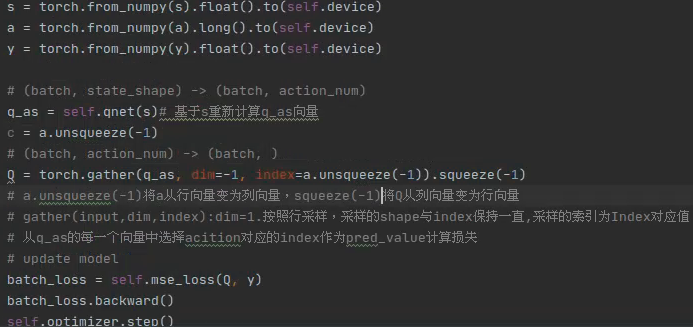 s = torch.from_numpy(s).float().to(self.device)
a = torch.from_numpy(a).long().to(self.device)
y = torch.from_numpy(y).float().to(self.device)
# (batch, state_shape) -> (batch, action_num)
q_as = self.qnet(s)# 基于s重新计算q_as向量
c = a.unsqueeze(-1)
# (batch, action_num) -> (batch, )
Q = torch.gather(q_as, dim=-1, index=a.unsqueeze(-1)).squeeze(-1)
# a.unsqueeze(-1)将a从行向量变为列向量，squeeze(-1)将Q从列向量变为行向量
# gather(input,dim,index):dim=1.按照行采样，采样的shape与index保持一直,采样的索引为Index对应值
# 从q_as的每一个向量中选择acition对应的index作为pred_value计算损失
# update model
batch_loss = self.mse_loss(Q, y)
batch_loss.backward()
self.optimizer.step()